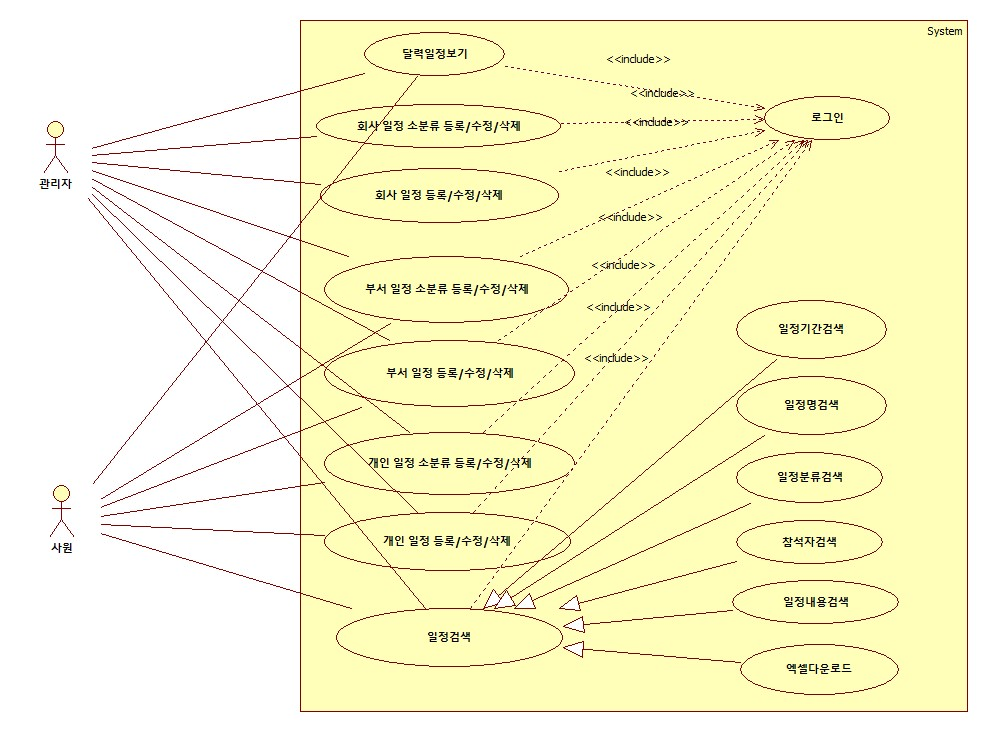 System
달력일정보기
<<include>>
<<include>>
회사 일정 소분류 등록/수정/삭제
<<include>>
로그인
관리자
회사 일정 등록/수정/삭제
<<include>>
<<include>>
부서 일정 소분류 등록/수정/삭제
<<include>>
<<include>>
일정기간검색
부서 일정 등록/수정/삭제
<<include>>
일정명검색
개인 일정 소분류 등록/수정/삭제
일정분류검색
사원
개인 일정 등록/수정/삭제
참석자검색
일정내용검색
일정검색
엑셀다운로드